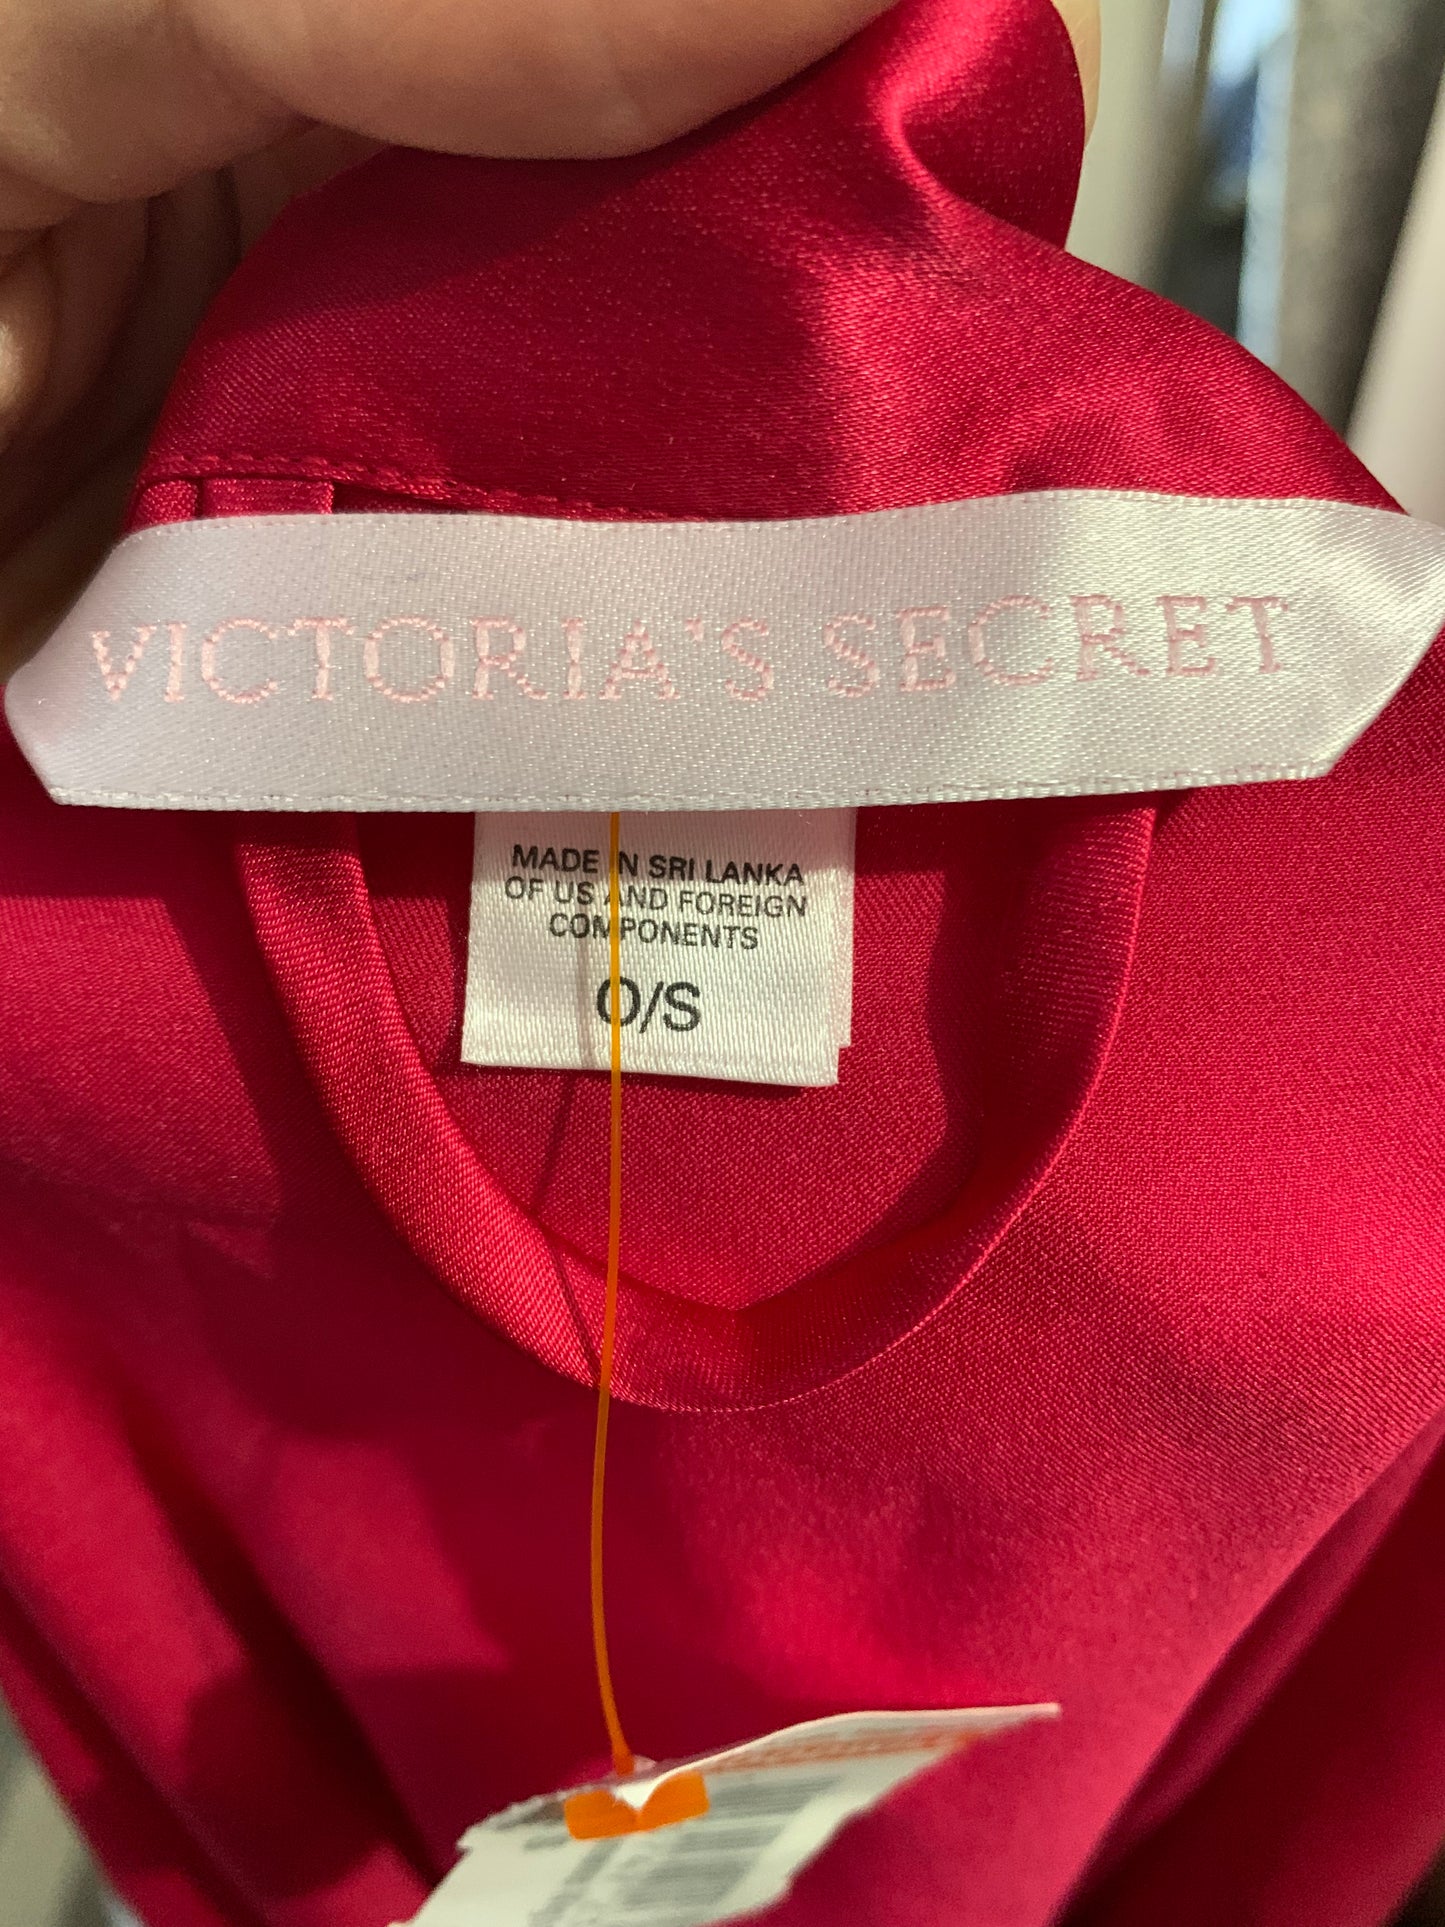 VICTORIA'S SECRET
MADE IN SRI LANKA
OF US AND FOREIGN
COMPONENTS
O/S